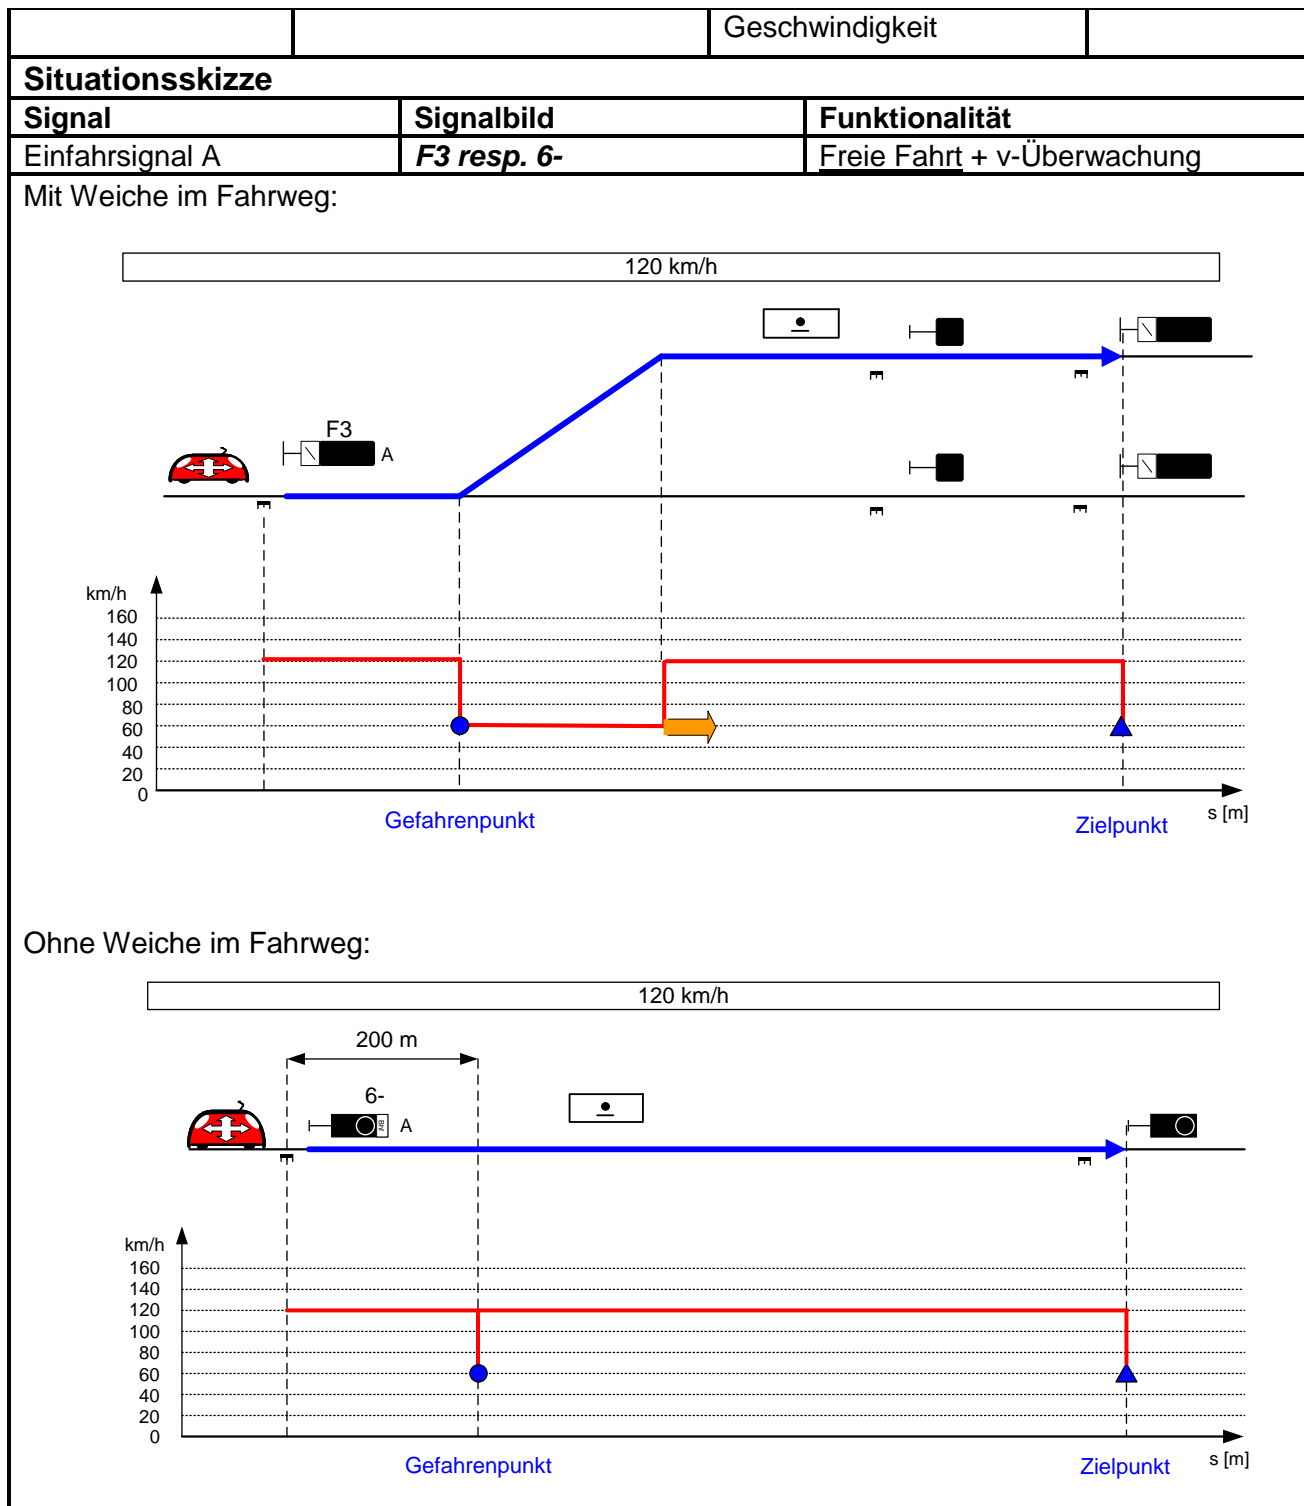 Geschwindigkeit
Situationsskizze
Signal Signalbild Funktionalität
Einfahrsignal A F3 resp. 6- Freie Fahrt + v-Überwachung
Mit Weiche im Fahrweg:
120 km/h
F3
A
km/h
160
140
120
100
80
60
40
20
0
s [m]
Gefahrenpunkt
Zielpunkt
Ohne Weiche im Fahrweg:
120 km/h
200 m
6-
A
km/h
160
140
120
100
80
60
40
20
0
s [m]
Gefahrenpunkt
Zielpunkt